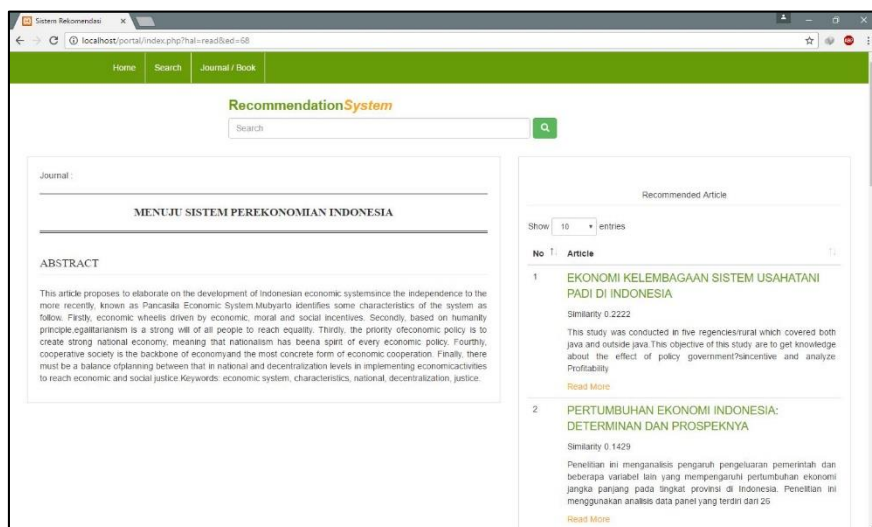 Sistem Rekomendasi
localhost/portal/index.php?hal=read&ed=68
Home Search Journal / Book
RecommendationSystem
Search
Journal :
MENUJU SISTEM PEREKONOMIAN INDONESIA
ABSTRACT
This article proposes to elaborate on the development of Indonesian economic systemsince the independence to the
more recently, known as Pancasila Economic System.Mubyarto identifies some characteristics of the system as
follow. Firstly, economic wheelis driven by economic, moral and social incentives. Secondly, based on humanity
principle,egalitarianism is a strong will of all people to reach equality. Thirdly, the priority ofeconomic policy is to
create strong national economy, meaning that nationalism has beena spirit of every economic policy. Fourthly,
cooperative society is the backbone of economyand the most concrete form of economic cooperation. Finally, there
must be a balance ofplanning between that in national and decentralization levels in implementing economicactivities
to reach economic and social justice.Keywords: economic system, characteristics, national, decentralization, justice.
Recommended Article
Show 10 entries
No Article
1 EKONOMI KELEMBAGAAN SISTEM USAHATANI
PADI DI INDONESIA
Similarity 0.2222
This study was conducted in five regencies/rural which covered both
java and outside java.This objective of this study are to get knowledge
about the effect of policy government?sincentive and analyze
Profitability
Read More
2 PERTUMBUHAN EKONOMI INDONESIA:
DETERMINAN DAN PROSPEKNYA
Similarity 0.1429
Penelitian ini menganalisis pengaruh pengeluaran pemerintah dan
beberapa variabel lain yang mempengaruhi pertumbuhan ekonomi
jangka panjang pada tingkat provinsi di Indonesia. Penelitian ini
menggunakan analisis data panel yang terdiri dari 26
Read More